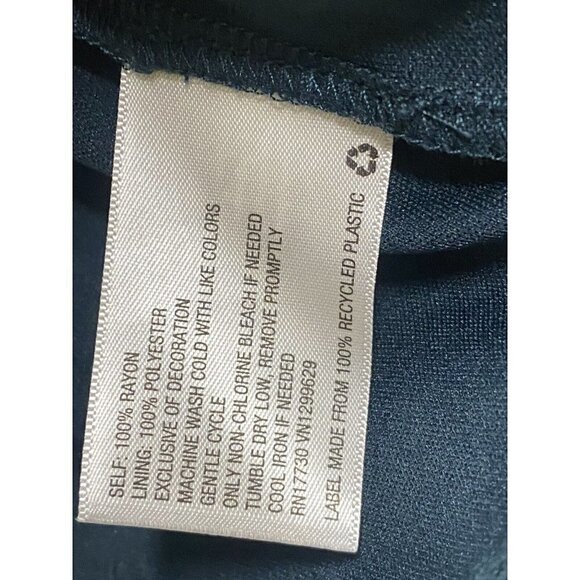 SELF: 100% RAYON
LINING: 100% POLYESTER
EXCLUSIVE OF DECORATION
MACHINE WASH COLD WITH LIKE COLORS
GENTLE CYCLE
ONLY NON CHLORINE BLEACH IF NEEDED
TUMBLE DRY LOW, REMOVE PROMPTLY
COOL IRON IF NEEDED
RN17730 VN1299629
LABEL MADE FROM 100% RECYCLED PLASTIC